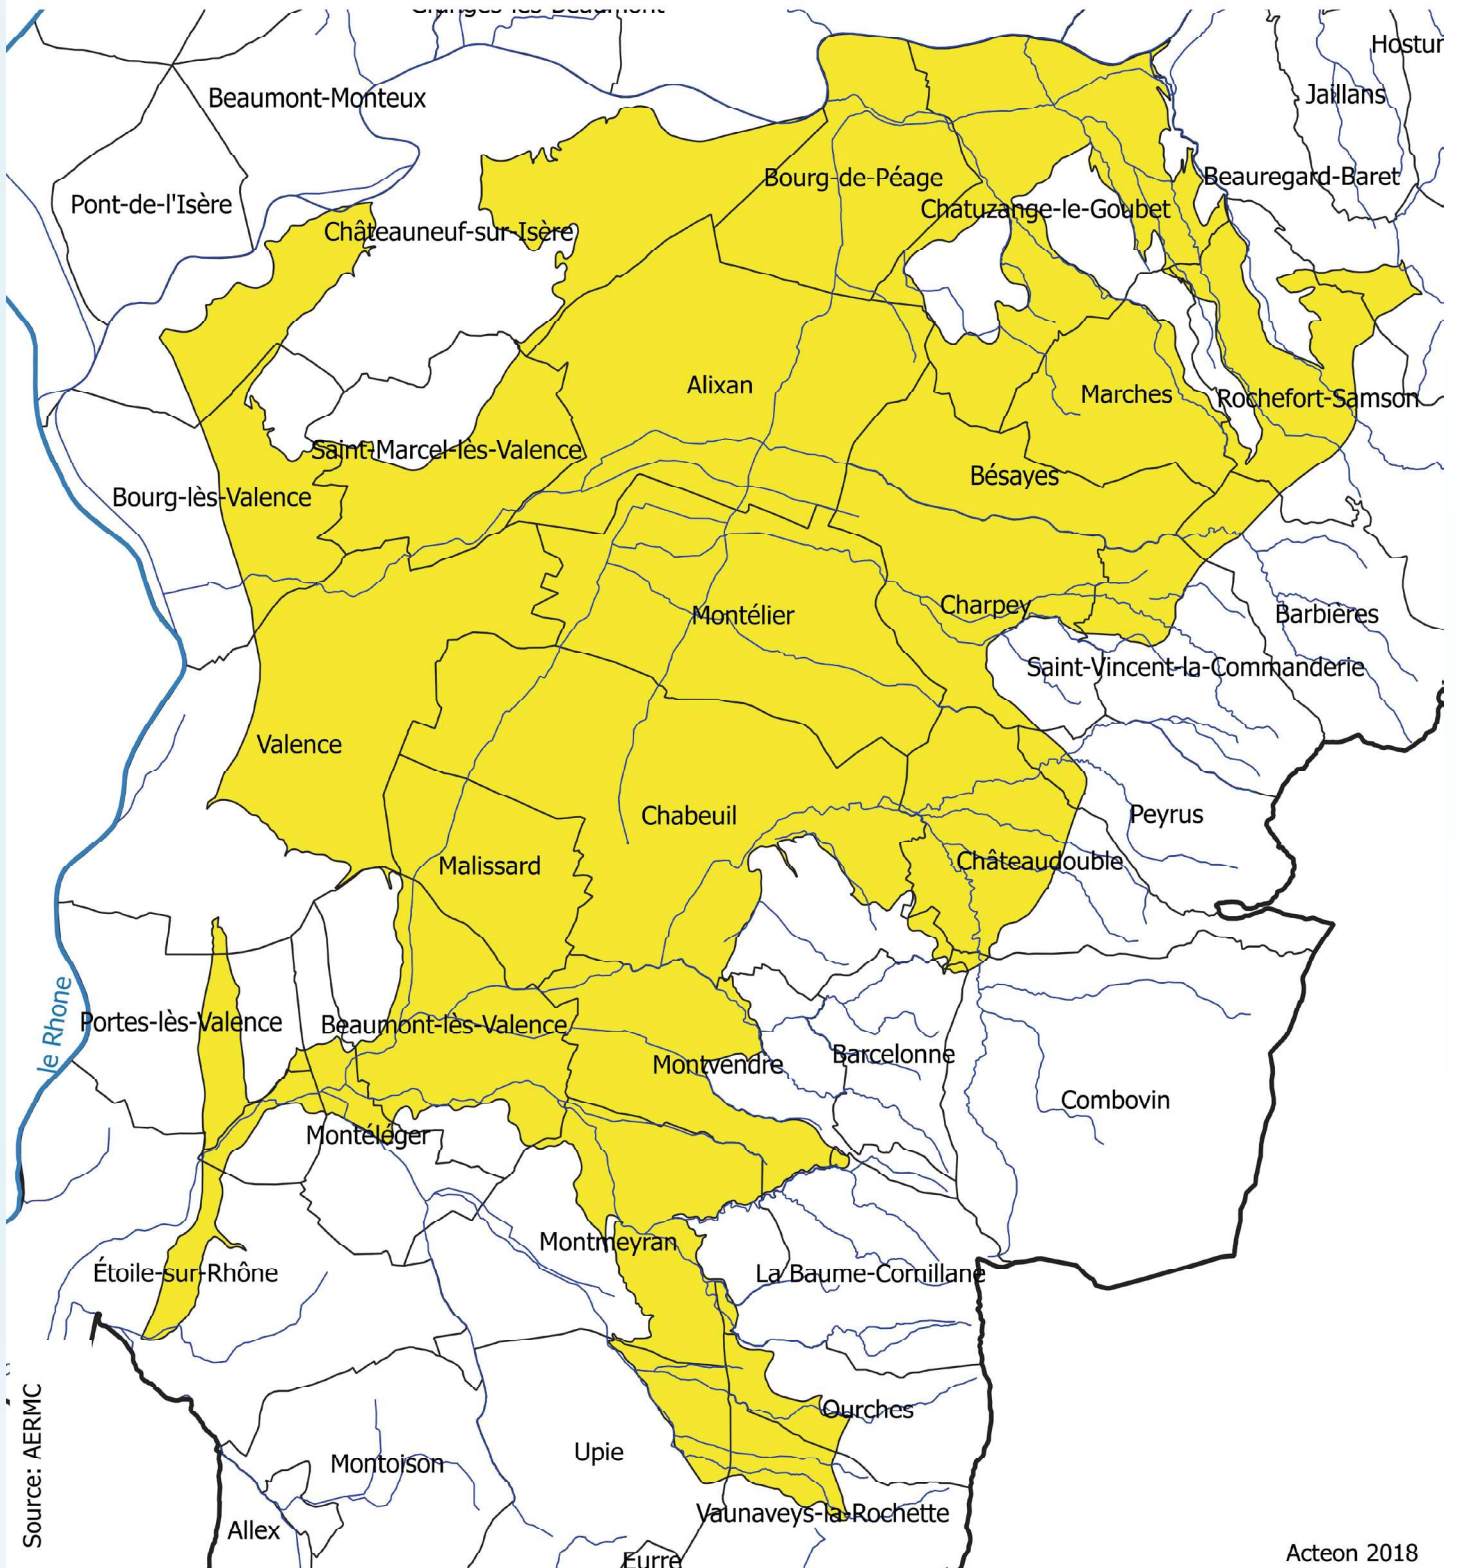 Granges-les-Beaumont
Hostun
Beaumont-Monteux
Jaillans
Bourg-de-Péage
Beauregard-Baret
Pont-de-l'Isère
Châteauneuf-sur-Isère
Chatuzange-le-Goubet
Alixan
Marches
Rochefort-Samson
Saint-Marcel-lès-Valence
Bésayes
Bourg-lès-Valence
Charpey
Montélier
Barbières
Saint-Vincent-la-Commanderie
Valence
Chabeuil
Peyrus
Malissard
Châteaudouble
le Rhone
Portes-lès-Valence
Beaumont-lès-Valence
Montvendre
Barcelonne
Combovin
Montéléger
Montmeyran
Étoile-sur-Rhône
La Baume-Cornillane
Ourches
Upie
Montoison
Vaunaveys-la-Rochette
Allex
Eurre
Source: AERMC
Acteon 2018